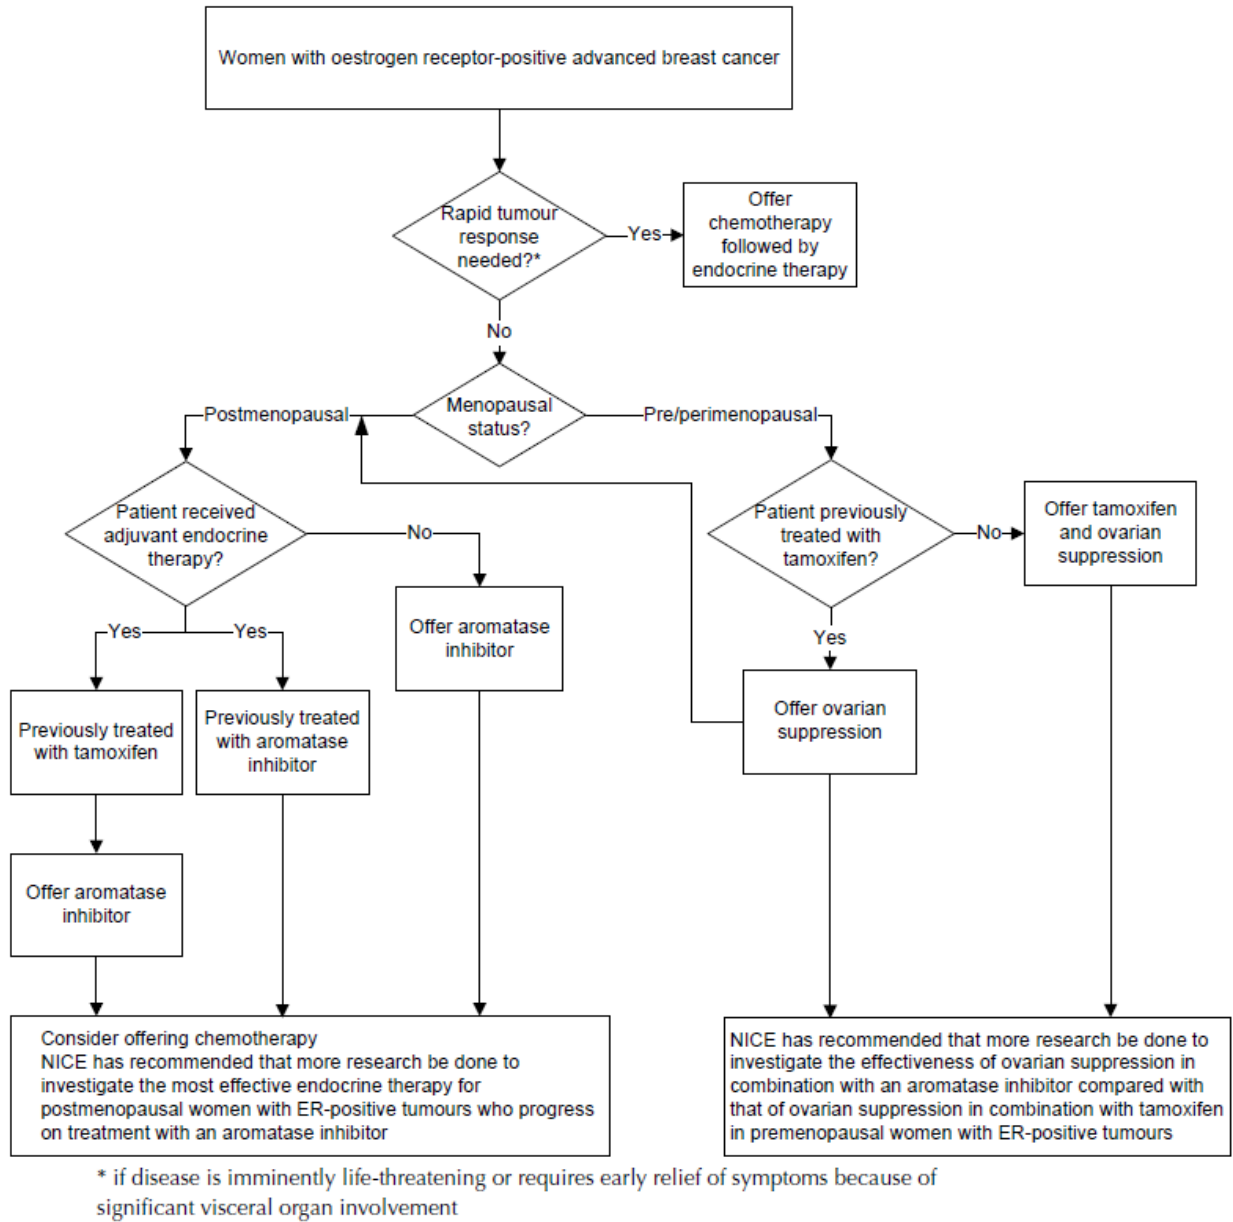 Women with oestrogen receptor-positive advanced breast cancer
Rapid tumour
response
needed?*
Yes
Offer
chemotherapy
followed by
endocrine therapy
No
Menopausal
status?
Postmenopausal
Pre/perimenopausal
Patient received
adjuvant endocrine
therapy?
No
Patient previously
treated with
tamoxifen?
No
Offer tamoxifen
and ovarian
suppression
Yes
Yes
Offer aromatase
inhibitor
Yes
Previously treated
with tamoxifen
Previously treated
with aromatase
inhibitor
Offer ovarian
suppression
Offer aromatase
inhibitor
Consider offering chemotherapy
NICE has recommended that more research be done to
investigate the most effective endocrine therapy for
postmenopausal women with ER-positive tumours who progress
on treatment with an aromatase inhibitor
NICE has recommended that more research be done to
investigate the effectiveness of ovarian suppression in
combination with an aromatase inhibitor compared with
that of ovarian suppression in combination with tamoxifen
in premenopausal women with ER-positive tumours
* if disease is imminently life-threatening or requires early relief of symptoms because of
significant visceral organ involvement